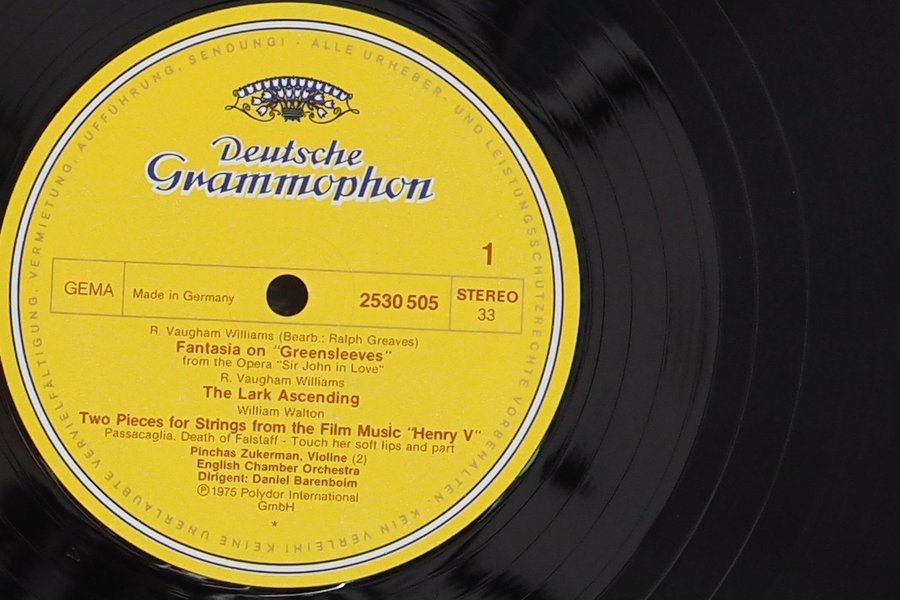 Deutsche
Grammophon
1
GEMA
Made in Germany
2530 505
STEREO
33
R. Vaugham Williams (Bearb.: Ralph Greaves)
Fantasia on "Greensleeves"
from the Opera "Sir John in Love"
R. Vaugham Williams
The Lark Ascending
William Walton
Two Pieces for Strings from the Film Music "Henry V"
Passacaglia. Death of Falstaff - Touch her soft lips and part
Pinchas Zukerman, Violine (2)
English Chamber Orchestra
Dirigent: Daniel Barenboim
Ⓟ 1975 Polydor International
GmbH
*
ALLE URHEBER- UND LEISTUNGSSCHUTZRECHTE VORBEHALTEN. KEIN VERLEIH! KEINE UNERLAUBTE VERVIELFÄLTIGUNG, VERMIETUNG, AUFFÜHRUNG, SENDUNG! ·